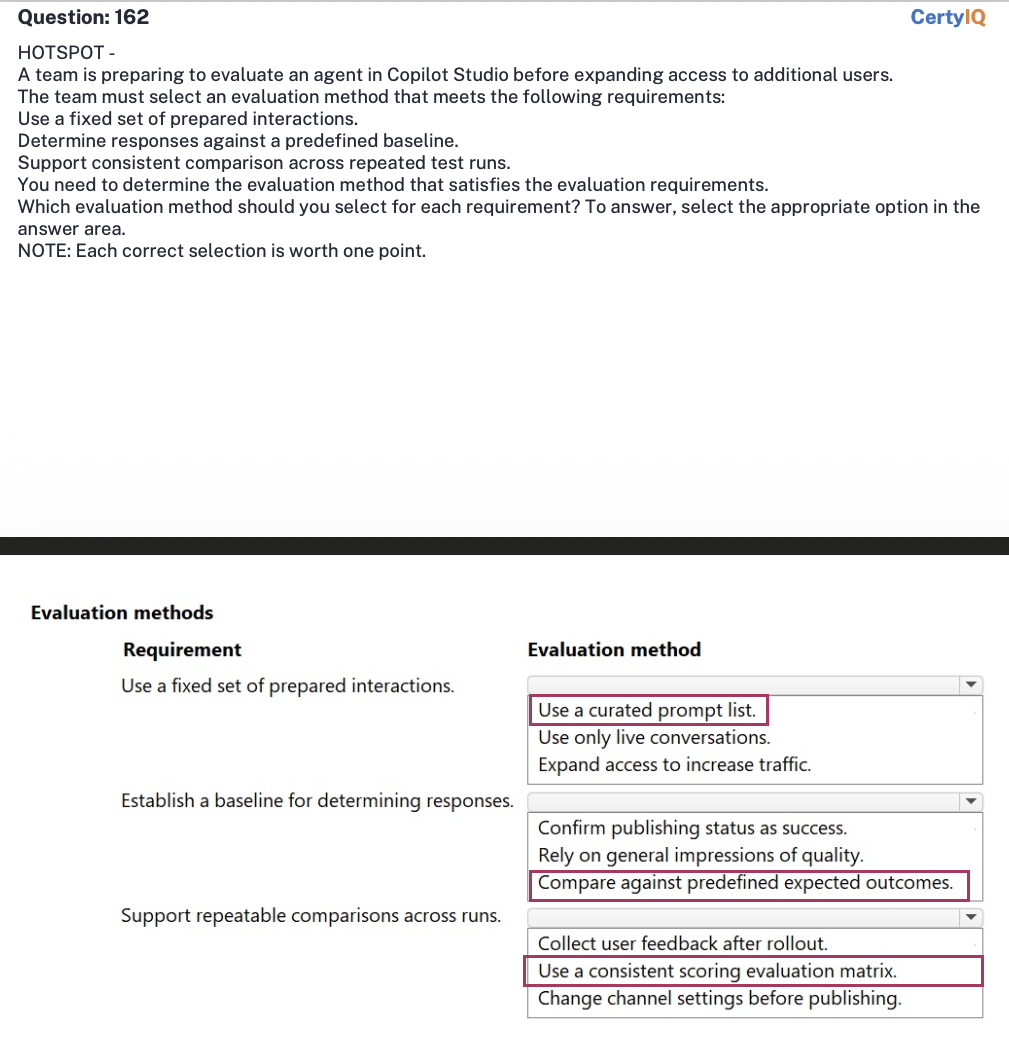 Question: 162
CertyIQ
HOTSPOT -
A team is preparing to evaluate an agent in Copilot Studio before expanding access to additional users.
The team must select an evaluation method that meets the following requirements:
Use a fixed set of prepared interactions.
Determine responses against a predefined baseline.
Support consistent comparison across repeated test runs.
You need to determine the evaluation method that satisfies the evaluation requirements.
Which evaluation method should you select for each requirement? To answer, select the appropriate option in the
answer area.
NOTE: Each correct selection is worth one point.
Evaluation methods
Requirement
Evaluation method
Use a fixed set of prepared interactions.
Use a curated prompt list.
Use only live conversations.
Expand access to increase traffic.
Establish a baseline for determining responses.
Confirm publishing status as success.
Rely on general impressions of quality.
Compare against predefined expected outcomes.
Support repeatable comparisons across runs.
Collect user feedback after rollout.
Use a consistent scoring evaluation matrix.
Change channel settings before publishing.